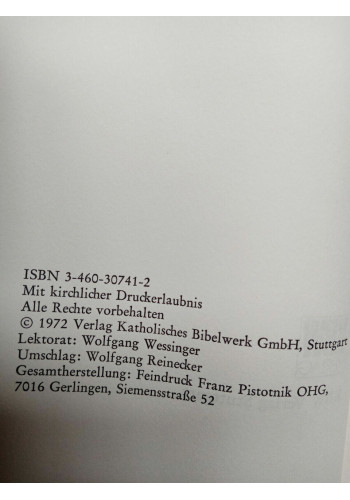 ISBN 3-460-30741-2
Mit kirchlicher Druckerlaubnis
Alle Rechte vorbehalten
© 1972 Verlag Katholisches Bibelwerk GmbH, Stuttgart
Lektorat: Wolfgang Wessinger
Umschlag: Wolfgang Reinecker
Gesamtherstellung: Feindruck Franz Pistotnik OHG,
7016 Gerlingen, Siemensstraße 52